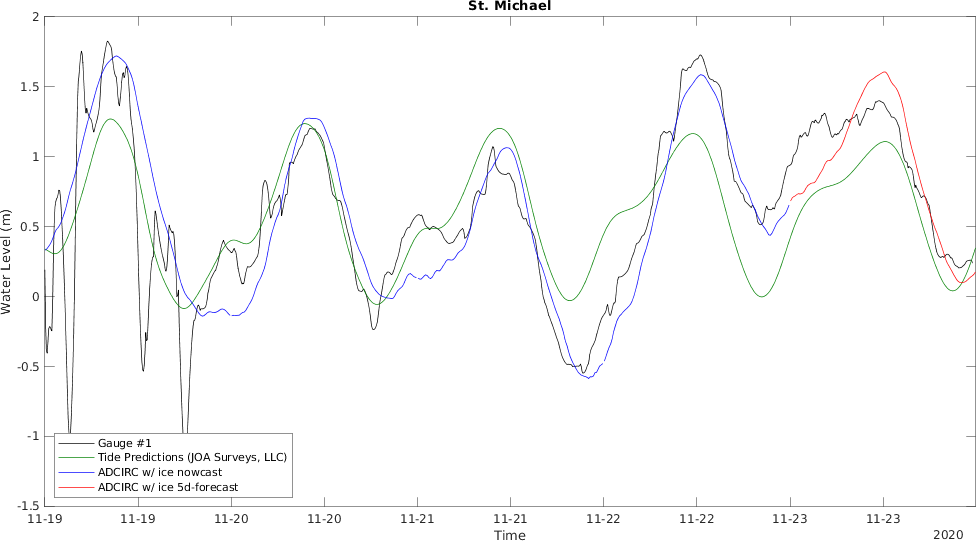 St. Michael
2
1.5
1
0.5
0
-0.5
-1
-1.5
Water Level (m)
Gauge #1
Tide Predictions (JOA Surveys, LLC)
ADCIRC w/ ice nowcast
ADCIRC w/ ice 5d-forecast
11-19 11-19 11-20 11-20 11-21 11-21 11-22 11-22 11-23 11-23
Time
2020